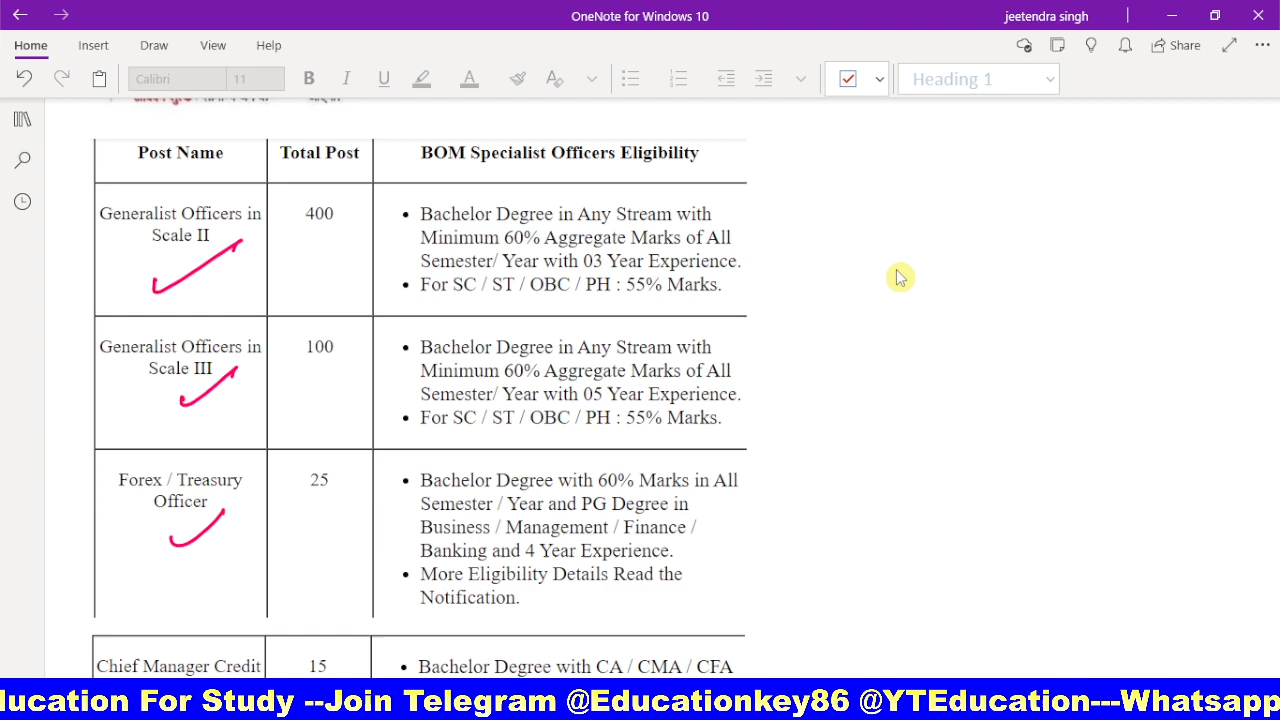 OneNote for Windows 10
jeetendra singh
Home Insert Draw View Help
Share
Calibri 11
B I U A
Heading 1
Post Name Total Post BOM Specialist Officers Eligibility
Generalist Officers in
Scale II
400
• Bachelor Degree in Any Stream with
Minimum 60% Aggregate Marks of All
Semester/ Year with 03 Year Experience.
• For SC / ST / OBC / PH : 55% Marks.
Generalist Officers in
Scale III
100
• Bachelor Degree in Any Stream with
Minimum 60% Aggregate Marks of All
Semester/ Year with 05 Year Experience.
• For SC / ST / OBC / PH : 55% Marks.
Forex / Treasury
Officer
25
• Bachelor Degree with 60% Marks in All
Semester / Year and PG Degree in
Business / Management / Finance /
Banking and 4 Year Experience.
• More Eligibility Details Read the
Notification.
Chief Manager Credit
15
• Bachelor Degree with CA / CMA / CFA
ducation For Study --Join Telegram @Educationkey86 @YTEducation---Whatsapp